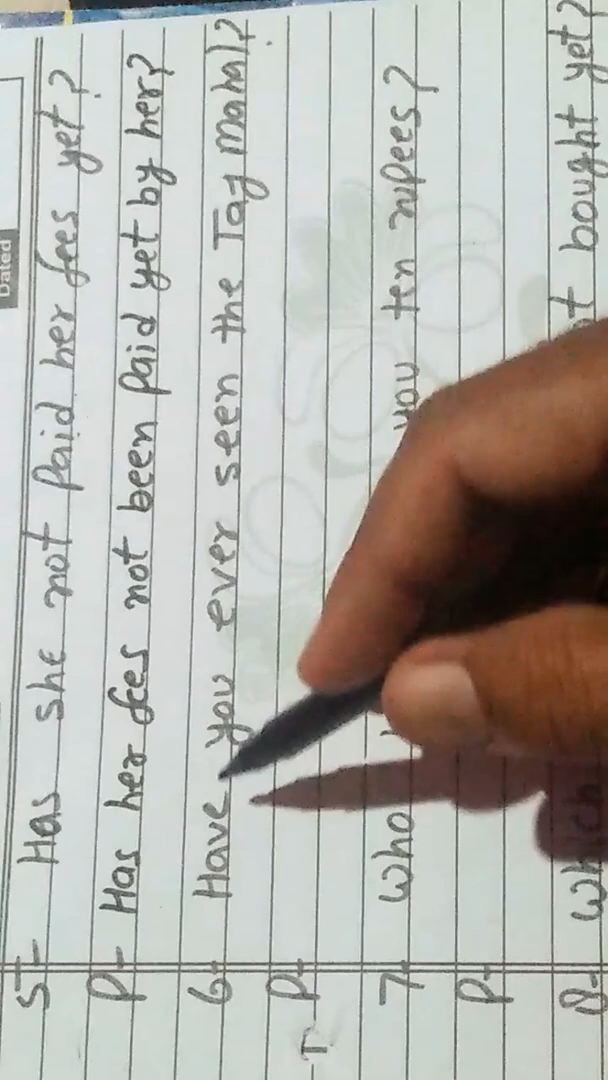 Dated
5- Has she not paid her fees yet?
P- Has her fees not been paid yet by her?
6- Have you ever seen the Taj Mahal?
P-
7- Who you ten rupees?
P-
8- Which bought yet?